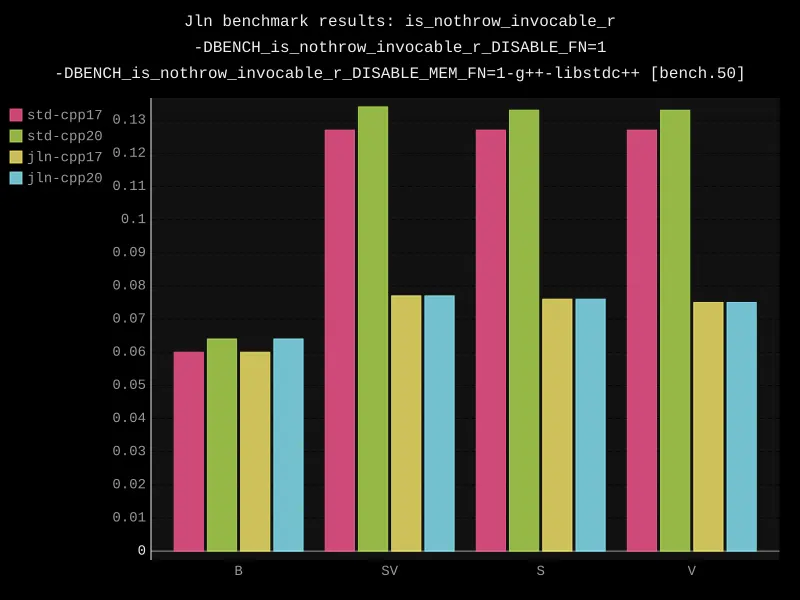 Jln benchmark results: is_nothrow_invocable_r
-DBENCH_is_nothrow_invocable_r_DISABLE_FN=1
-DBENCH_is_nothrow_invocable_r_DISABLE_MEM_FN=1-g++-libstdc++ [bench.50]
std-cpp17
std-cpp20
jln-cpp17
jln-cpp20
0.13
0.12
0.11
0.1
0.09
0.08
0.07
0.06
0.05
0.04
0.03
0.02
0.01
0
B SV S V